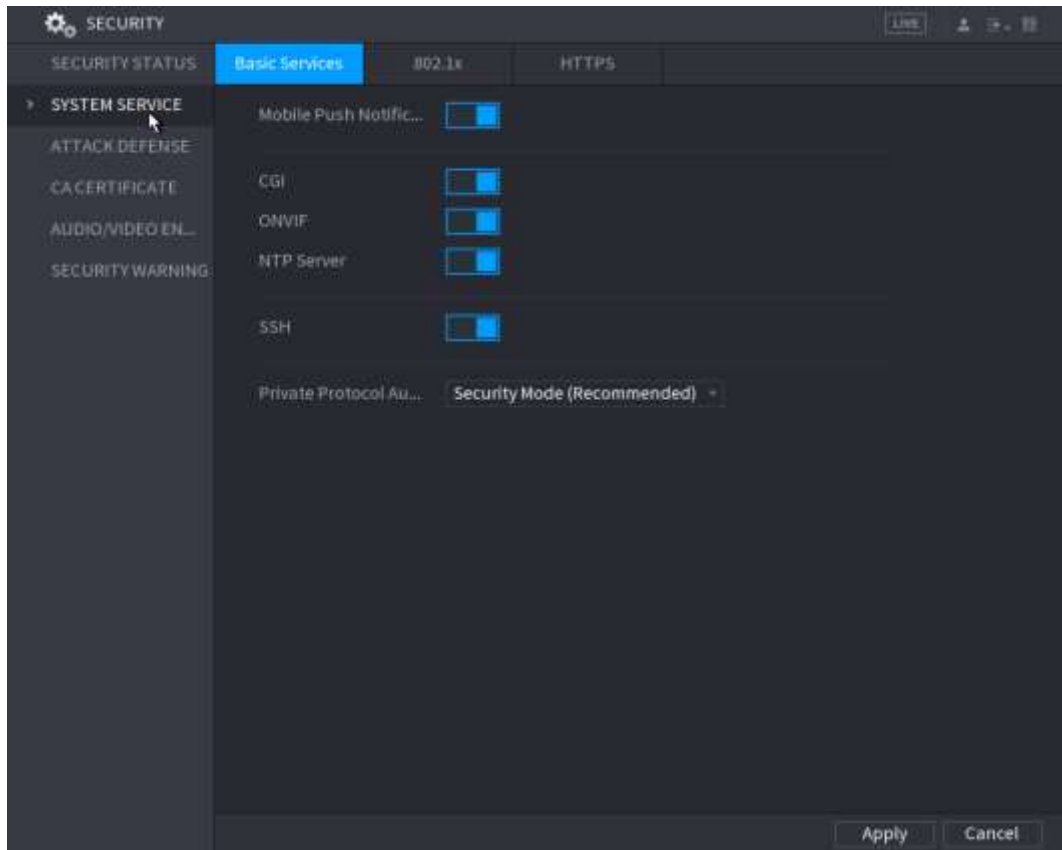 SECURITY
LIVE
SECURITY STATUS
SYSTEM SERVICE
ATTACK DEFENSE
CA CERTIFICATE
AUDIO/VIDEO EN...
SECURITY WARNING
Basic Services
802.1x
HTTPS
Mobile Push Notific...
CGI
ONVIF
NTP Server
SSH
Private Protocol Au...
Security Mode (Recommended)
Apply
Cancel